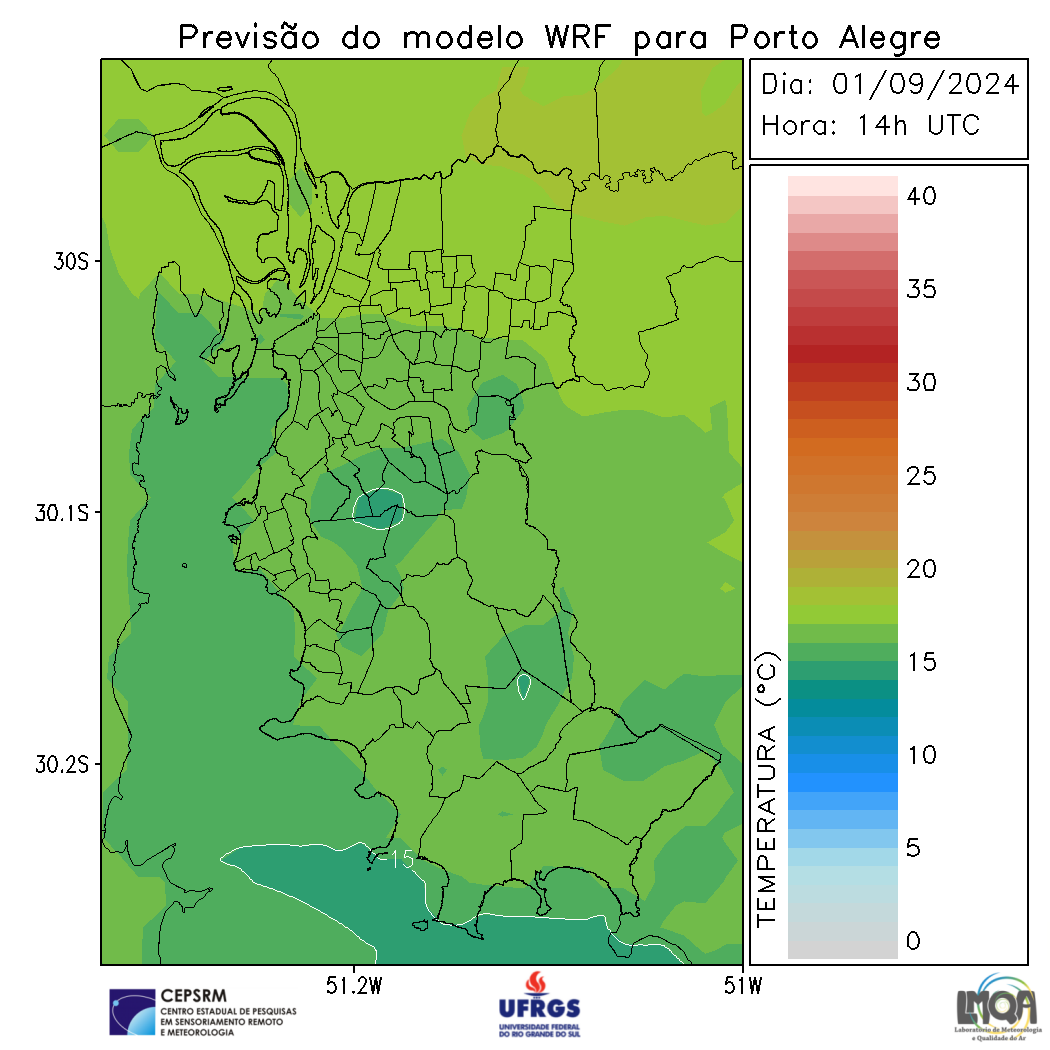 Previsão do modelo WRF para Porto Alegre
Dia: 01/09/2024
Hora: 14h UTC
30S
30.1S
30.2S
51.2W
51W
15
TEMPERATURA (°C)
40
35
30
25
20
15
10
5
0
CEPSRM
CENTRO ESTADUAL DE PESQUISAS
EM SENSORIAMENTO REMOTO
E METEOROLOGIA
UFRGS
UNIVERSIDADE FEDERAL
DO RIO GRANDE DO SUL
LMQA
Laboratório de Meteorologia
e Qualidade do Ar